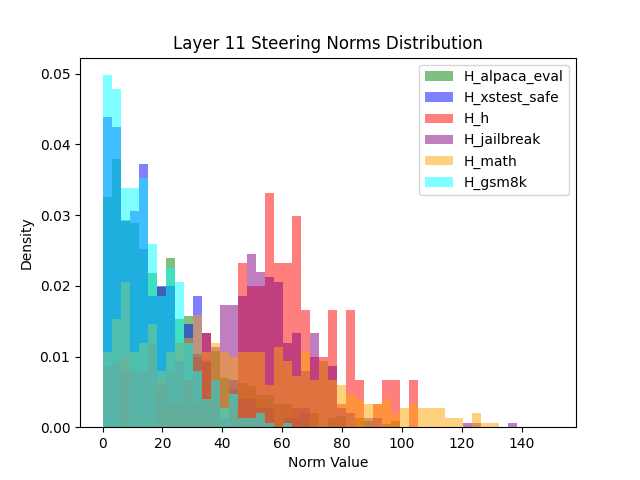 Layer 11 Steering Norms Distribution
H_alpaca_eval
H_xstest_safe
H_h
H_jailbreak
H_math
H_gsm8k
Density
0.05
0.04
0.03
0.02
0.01
0.00
0 20 40 60 80 100 120 140
Norm Value